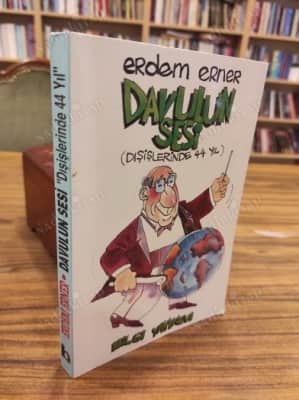 erdem erner
DAVULUN
SESİ
(DIŞİŞLERİNDE 44 YIL)
BİLGİ YAYINEVİ
ERDEM ERNER • DAVULUN SESİ "Dışişlerinde 44 Yıl"
b